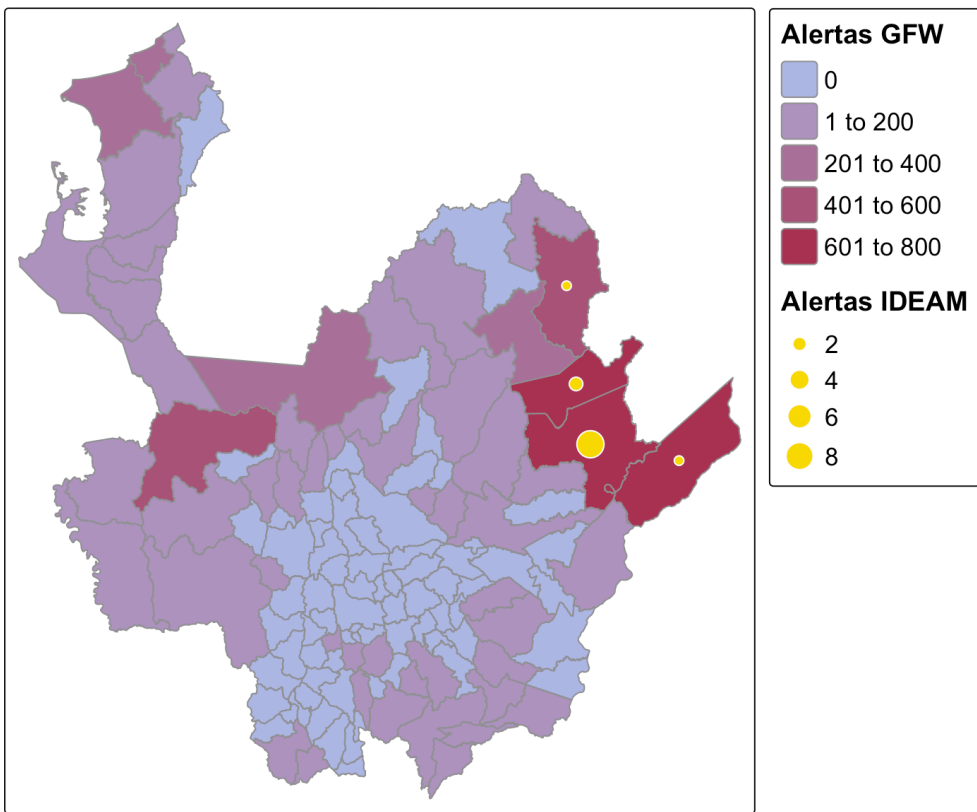 Alertas GFW
0
1 to 200
201 to 400
401 to 600
601 to 800
Alertas IDEAM
2
4
6
8